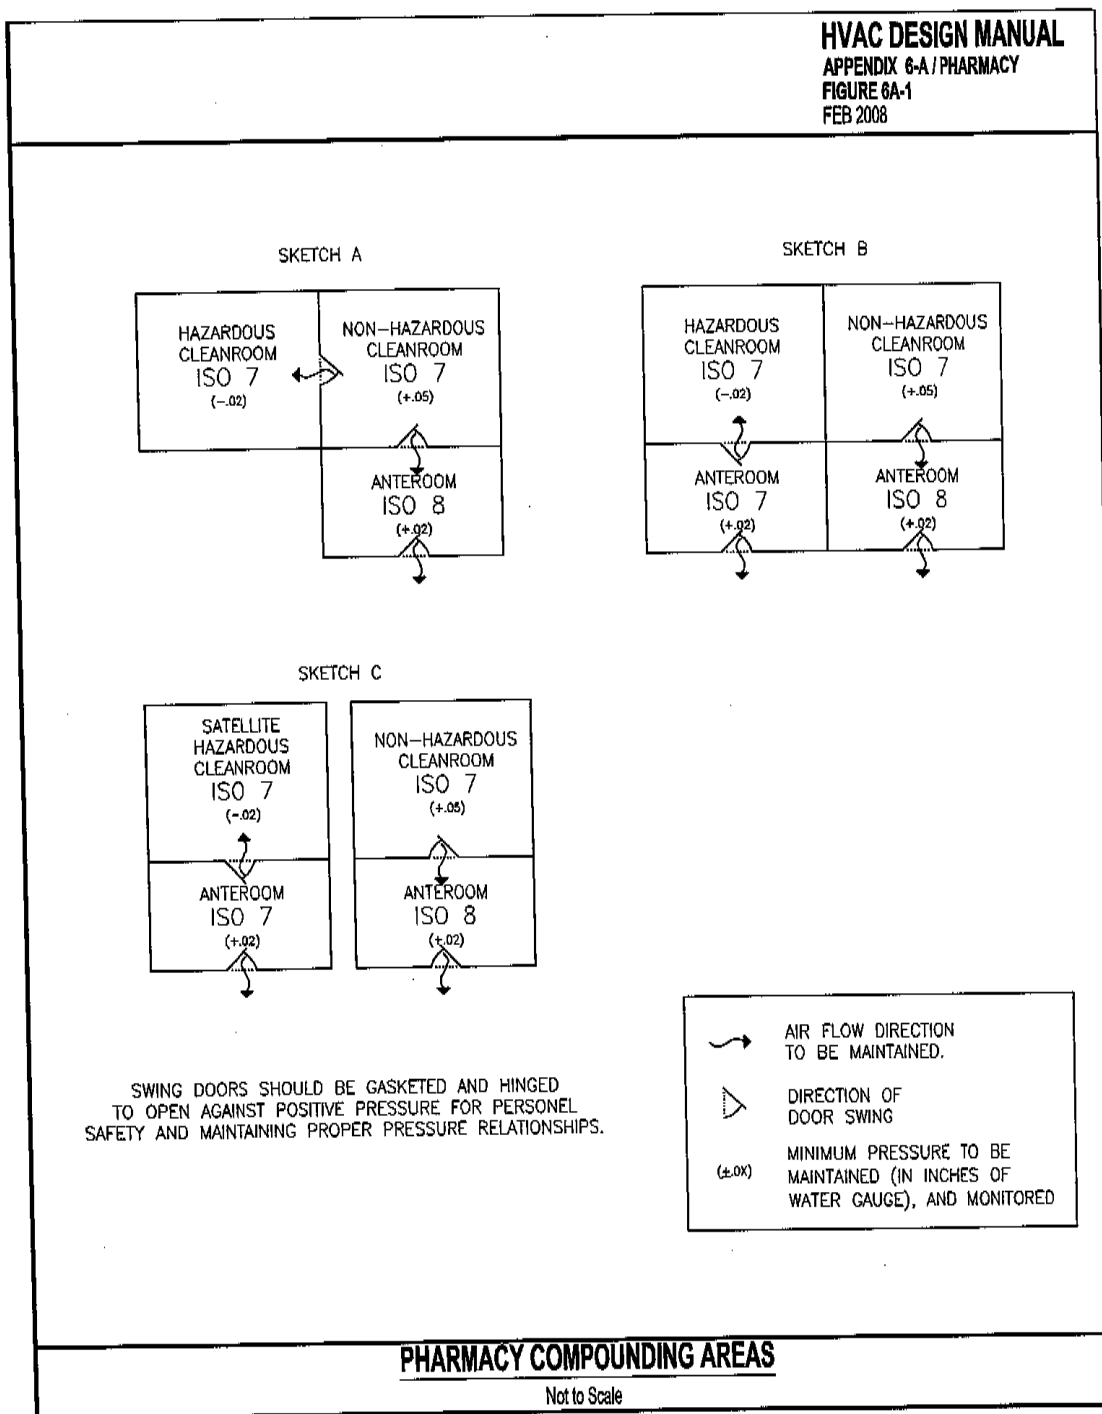 HVAC DESIGN MANUAL
APPENDIX 6-A / PHARMACY
FIGURE 6A-1
FEB 2008
SKETCH A
HAZARDOUS
CLEANROOM
ISO 7
(-.02)
NON-HAZARDOUS
CLEANROOM
ISO 7
(+.05)
ANTEROOM
ISO 8
(+.02)
SKETCH B
HAZARDOUS
CLEANROOM
ISO 7
(-.02)
NON-HAZARDOUS
CLEANROOM
ISO 7
(+.05)
ANTEROOM
ISO 7
(+.02)
ANTEROOM
ISO 8
(+.02)
SKETCH C
SATELLITE
HAZARDOUS
CLEANROOM
ISO 7
(-.02)
NON-HAZARDOUS
CLEANROOM
ISO 7
(+.05)
ANTEROOM
ISO 7
(+.02)
ANTEROOM
ISO 8
(+.02)
SWING DOORS SHOULD BE GASKETED AND HINGED
TO OPEN AGAINST POSITIVE PRESSURE FOR PERSONEL
SAFETY AND MAINTAINING PROPER PRESSURE RELATIONSHIPS.
AIR FLOW DIRECTION
TO BE MAINTAINED.
DIRECTION OF
DOOR SWING
(±.0X)
MINIMUM PRESSURE TO BE
MAINTAINED (IN INCHES OF
WATER GAUGE), AND MONITORED
PHARMACY COMPOUNDING AREAS
Not to Scale